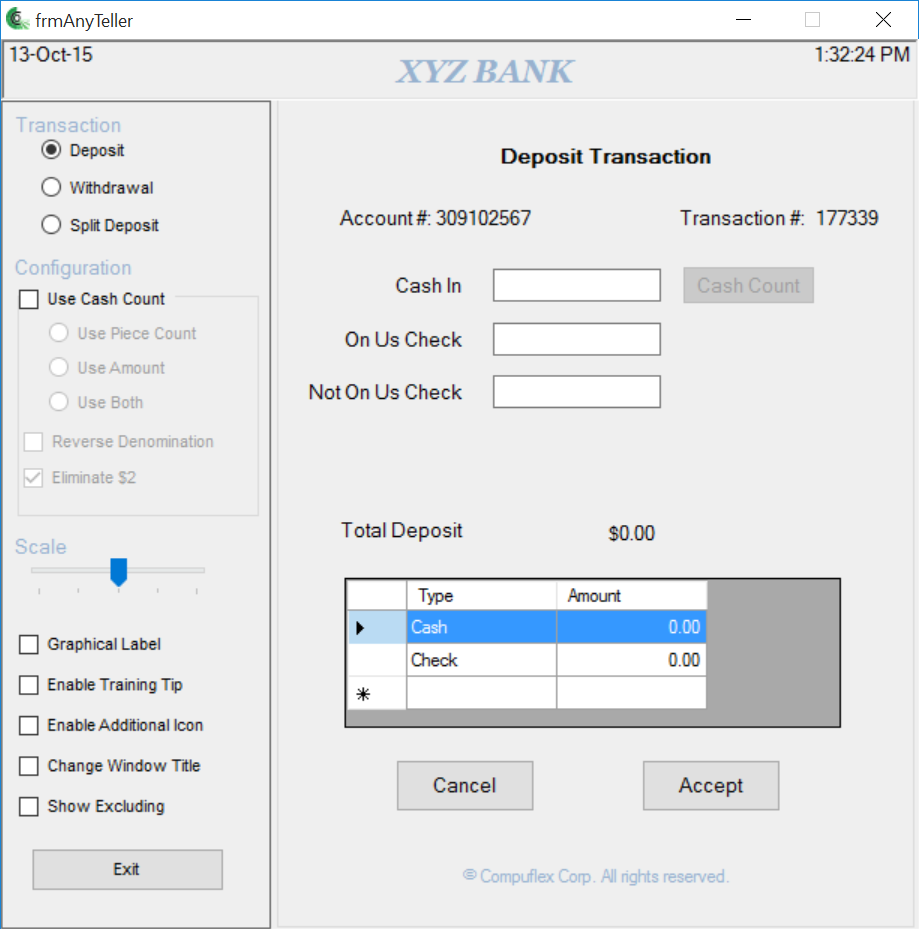 frmAnyTeller
13-Oct-15
XYZ BANK
1:32:24 PM
Transaction
Deposit
Withdrawal
Split Deposit
Configuration
Use Cash Count
Use Piece Count
Use Amount
Use Both
Reverse Denomination
Eliminate $2
Scale
Graphical Label
Enable Training Tip
Enable Additional Icon
Change Window Title
Show Excluding
Exit
Deposit Transaction
Account #: 309102567 Transaction #: 177339
Cash In Cash Count
On Us Check
Not On Us Check
Total Deposit $0.00
Type Amount
Cash 0.00
Check 0.00
Cancel Accept
© Compuflex Corp. All rights reserved.